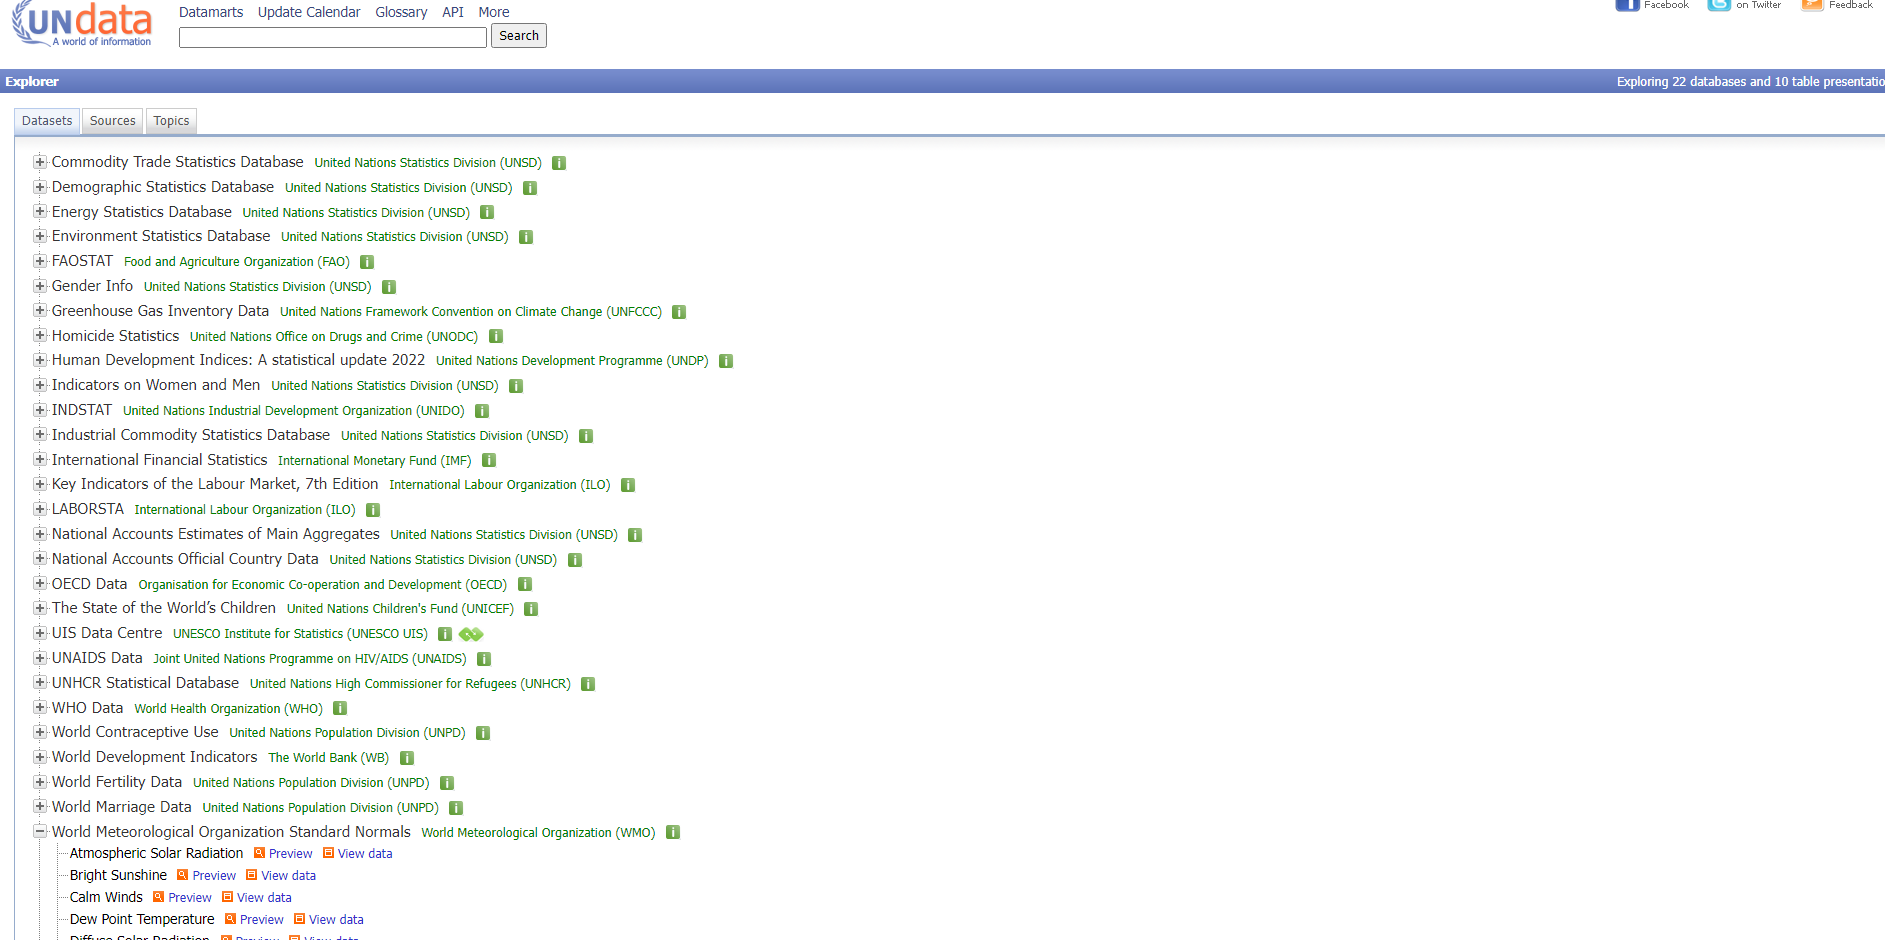 UNdata
A world of information
Datamarts Update Calendar Glossary API More
Search
Facebook on Twitter Feedback
Explorer
Exploring 22 databases and 10 table presentatio
Datasets Sources Topics
Commodity Trade Statistics Database United Nations Statistics Division (UNSD)
Demographic Statistics Database United Nations Statistics Division (UNSD)
Energy Statistics Database United Nations Statistics Division (UNSD)
Environment Statistics Database United Nations Statistics Division (UNSD)
FAOSTAT Food and Agriculture Organization (FAO)
Gender Info United Nations Statistics Division (UNSD)
Greenhouse Gas Inventory Data United Nations Framework Convention on Climate Change (UNFCCC)
Homicide Statistics United Nations Office on Drugs and Crime (UNODC)
Human Development Indices: A statistical update 2022 United Nations Development Programme (UNDP)
Indicators on Women and Men United Nations Statistics Division (UNSD)
INDSTAT United Nations Industrial Development Organization (UNIDO)
Industrial Commodity Statistics Database United Nations Statistics Division (UNSD)
International Financial Statistics International Monetary Fund (IMF)
Key Indicators of the Labour Market, 7th Edition International Labour Organization (ILO)
LABORSTA International Labour Organization (ILO)
National Accounts Estimates of Main Aggregates United Nations Statistics Division (UNSD)
National Accounts Official Country Data United Nations Statistics Division (UNSD)
OECD Data Organisation for Economic Co-operation and Development (OECD)
The State of the World’s Children United Nations Children's Fund (UNICEF)
UIS Data Centre UNESCO Institute for Statistics (UNESCO UIS)
UNAIDS Data Joint United Nations Programme on HIV/AIDS (UNAIDS)
UNHCR Statistical Database United Nations High Commissioner for Refugees (UNHCR)
WHO Data World Health Organization (WHO)
World Contraceptive Use United Nations Population Division (UNPD)
World Development Indicators The World Bank (WB)
World Fertility Data United Nations Population Division (UNPD)
World Marriage Data United Nations Population Division (UNPD)
World Meteorological Organization Standard Normals World Meteorological Organization (WMO)
Atmospheric Solar Radiation Preview View data
Bright Sunshine Preview View data
Calm Winds Preview View data
Dew Point Temperature Preview View data
Diffuse Solar Radiation Preview View data